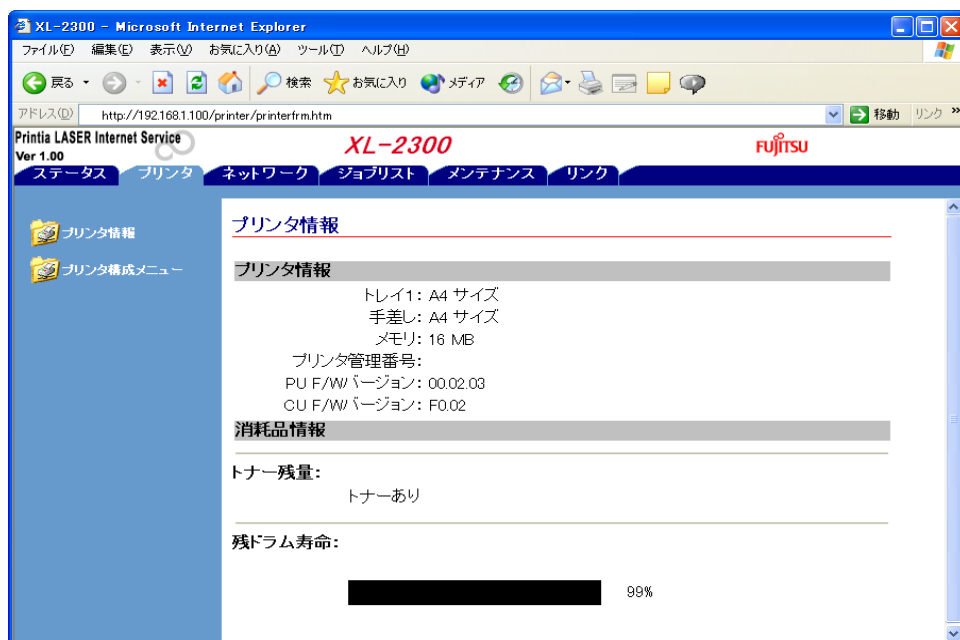 XL-2300 - Microsoft Internet Explorer
ファイル(F) 編集(E) 表示(V) お気に入り(A) ツール(T) ヘルプ(H)
戻る 検索 お気に入り メディア
アドレス(D) http://192.168.1.100/printer/printerfrm.htm 移動 リンク »
Printia LASER Internet Service
Ver 1.00
XL-2300
FUJITSU
ステータス プリンタ ネットワーク ジョブリスト メンテナンス リンク
プリンタ情報
プリンタ構成メニュー
プリンタ情報
プリンタ情報
トレイ1: A4 サイズ
手差し: A4 サイズ
メモリ: 16 MB
プリンタ管理番号:
PU F/Wバージョン: 00.02.03
CU F/Wバージョン: F0.02
消耗品情報
トナー残量:
トナーあり
残ドラム寿命:
99%